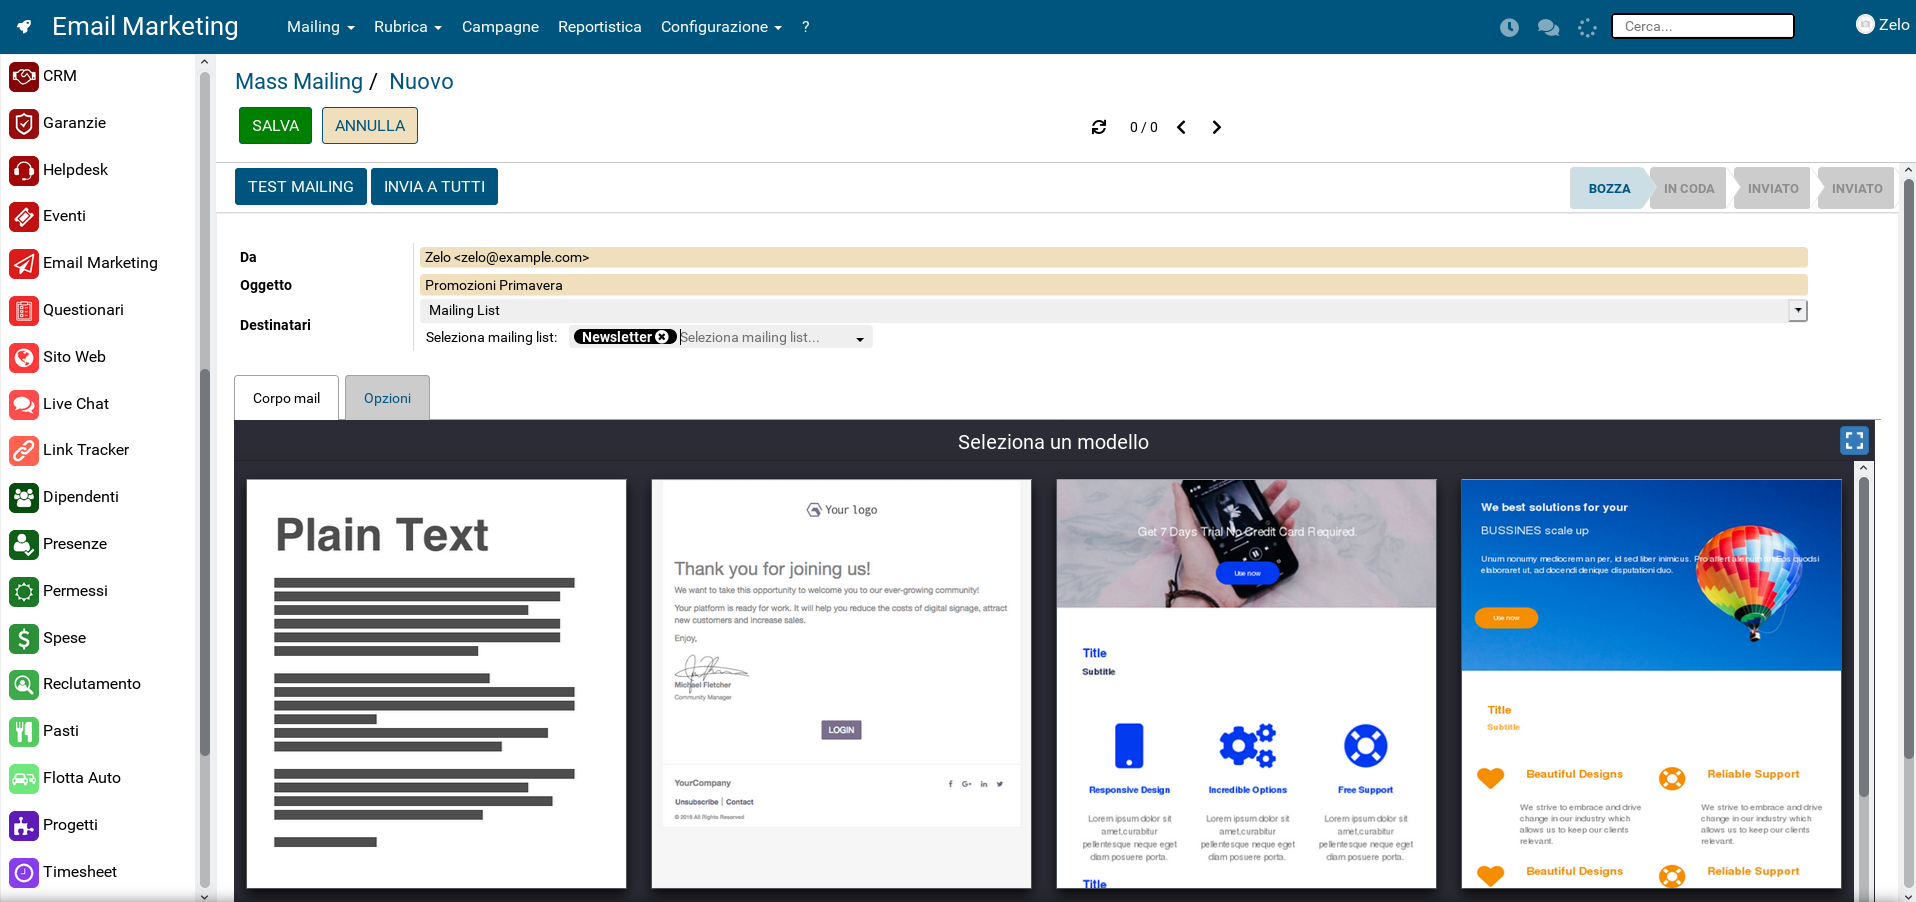 Email Marketing
Mailing
Rubrica
Campagne
Reportistica
Configurazione
?
Cerca...
Zelo
CRM
Garanzie
Helpdesk
Eventi
Email Marketing
Questionari
Sito Web
Live Chat
Link Tracker
Dipendenti
Presenze
Permessi
Spese
Reclutamento
Pasti
Flotta Auto
Progetti
Timesheet
Mass Mailing / Nuovo
SALVA
ANNULLA
0 / 0
TEST MAILING
INVIA A TUTTI
BOZZA
IN CODA
INVIATO
INVIATO
Da
Zelo <zelo@example.com>
Oggetto
Promozioni Primavera
Destinatari
Mailing List
Seleziona mailing list:
Newsletter
Seleziona mailing list...
Corpo mail
Opzioni
Seleziona un modello
Plain Text
Your logo
Thank you for joining us!
We want to take this opportunity to welcome you to our ever-growing community!
Your platform is ready for work. It will help you reduce the costs of digital signage, attract
new customers and increase sales.
Enjoy,
Michael Fletcher
Community Manager
LOGIN
YourCompany
Unsubscribe | Contact
© 2016 All Rights Reserved
Get 7 Days Trial No Credit Card Required.
Use now
Title
Subtitle
Responsive Design
Incredible Options
Free Support
Lorem ipsum dolor sit
amet,curabitur
pellentesque neque eget
diam posuere porta.
Lorem ipsum dolor sit
amet,curabitur
pellentesque neque eget
diam posuere porta.
Lorem ipsum dolor sit
amet,curabitur
pellentesque neque eget
diam posuere porta.
Title
We best solutions for your
BUSSINES scale up
Unum nonumy mediocrem an per, id sed liber inimicus. Pro affert quodsi
elaboraret ut, ad docendi denique disputationi duo.
Use now
Title
Subtitle
Beautiful Designs
We strive to embrace and drive
change in our industry which
allows us to keep our clients
relevant.
Reliable Support
We strive to embrace and drive
change in our industry which
allows us to keep our clients
relevant.
Beautiful Designs
Reliable Support